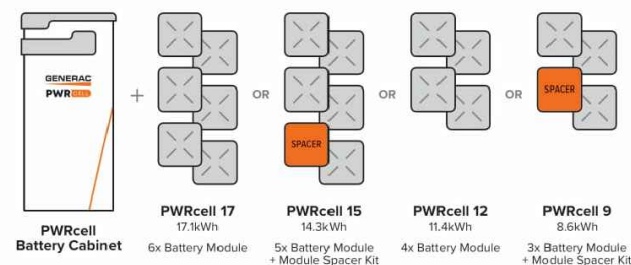 GENERAC
PWRcell
+
OR
SPACER
OR
OR
SPACER
PWRcell
Battery Cabinet
PWRcell 17
17.1kWh
6x Battery Module
PWRcell 15
14.3kWh
5x Battery Module
+ Module Spacer Kit
PWRcell 12
11.4kWh
4x Battery Module
PWRcell 9
8.6kWh
3x Battery Module
+ Module Spacer Kit